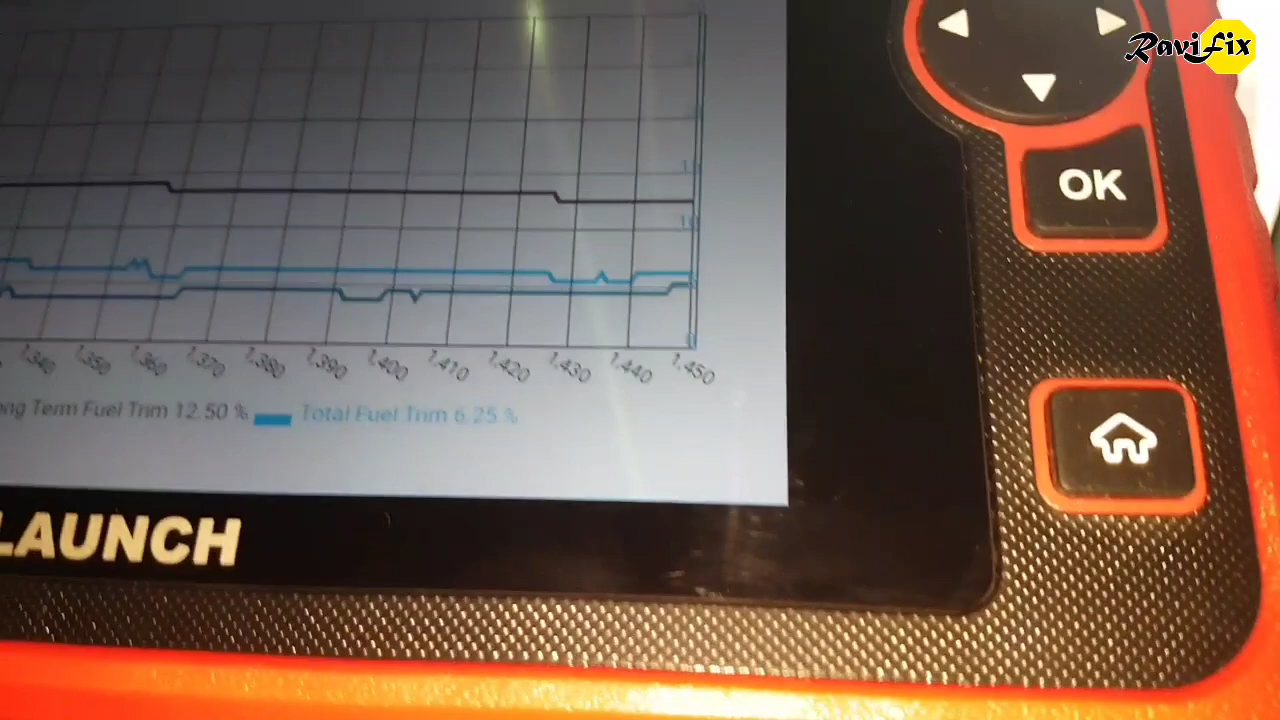 RaviFix
OK
1,340 1,350 1,360 1,370 1,380 1,390 1,400 1,410 1,420 1,430 1,440 1,450
Term Fuel Trim 12.50 % Total Fuel Trim 6.25 %
LAUNCH